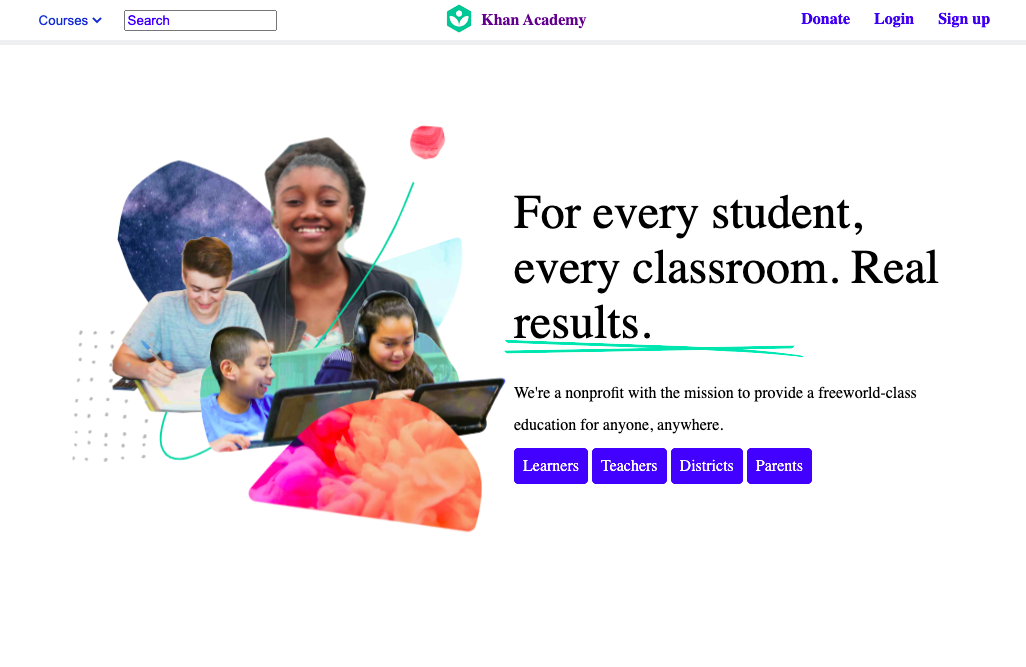 Courses
Search
Khan Academy
Donate
Login
Sign up
For every student,
every classroom. Real
results.
We're a nonprofit with the mission to provide a freeworld-class
education for anyone, anywhere.
Learners
Teachers
Districts
Parents